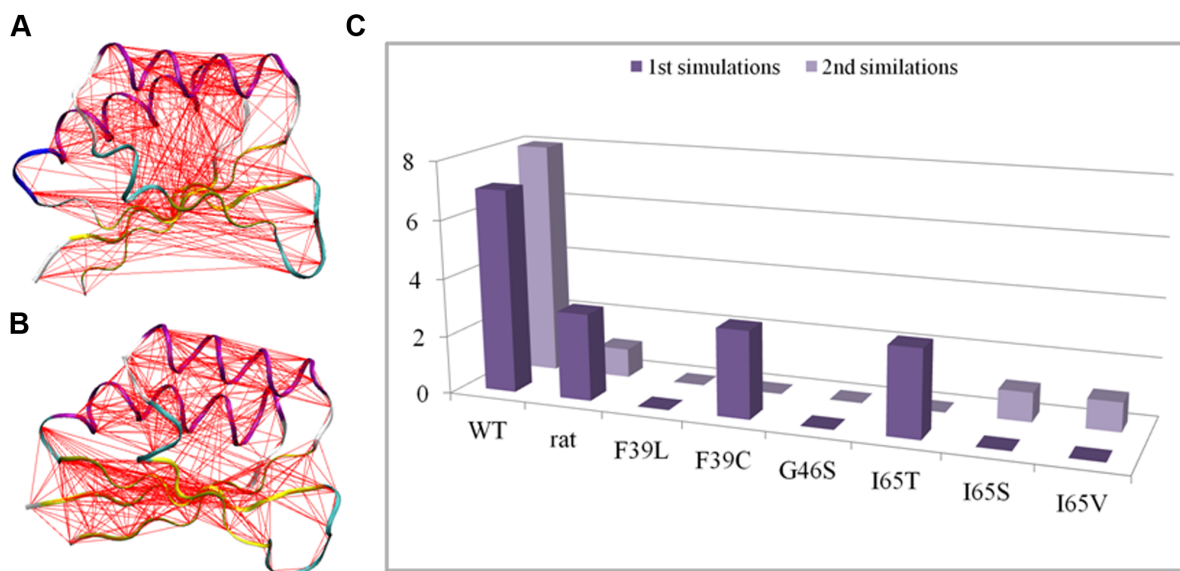 A
B
C
1st simulations
2nd similations
8
6
4
2
0
WT
rat
F39L
F39C
G46S
I65T
I65S
I65V